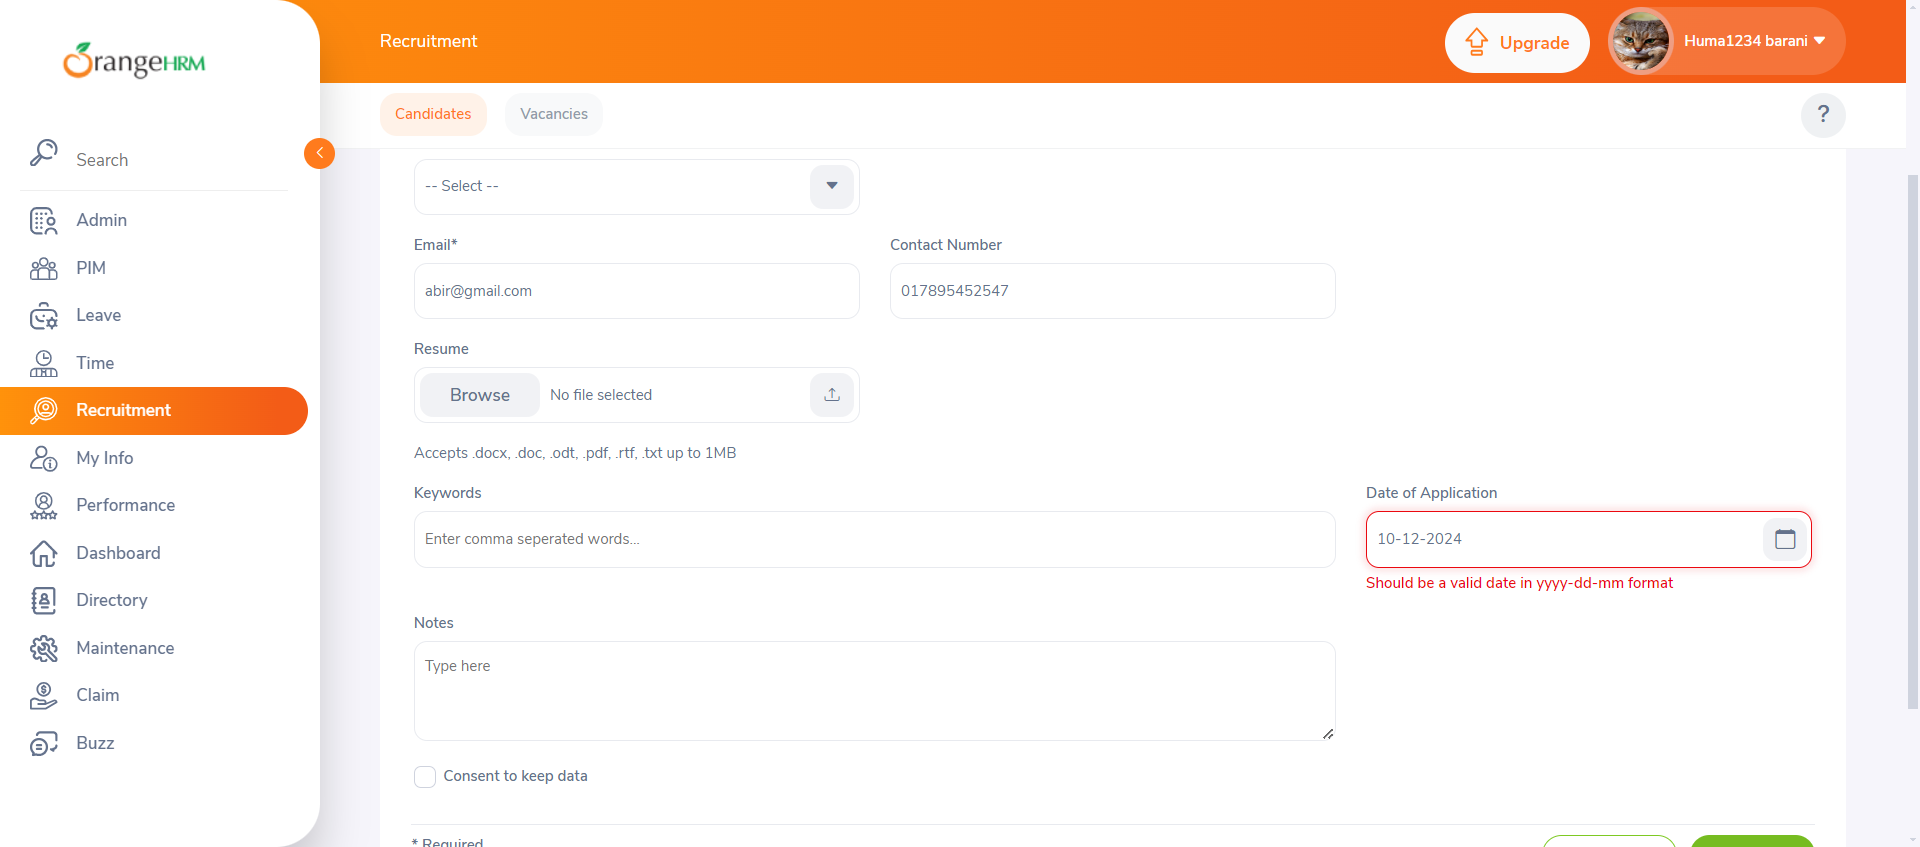 OrangeHRM
Recruitment
Upgrade
Huma1234 barani
Candidates
Vacancies
?
Search
Admin
PIM
Leave
Time
Recruitment
My Info
Performance
Dashboard
Directory
Maintenance
Claim
Buzz
-- Select --
Email*
Contact Number
abir@gmail.com
017895452547
Resume
Browse
No file selected
Accepts .docx, .doc, .odt, .pdf, .rtf, .txt up to 1MB
Keywords
Date of Application
Enter comma seperated words...
10-12-2024
Should be a valid date in yyyy-dd-mm format
Notes
Type here
Consent to keep data
* Required